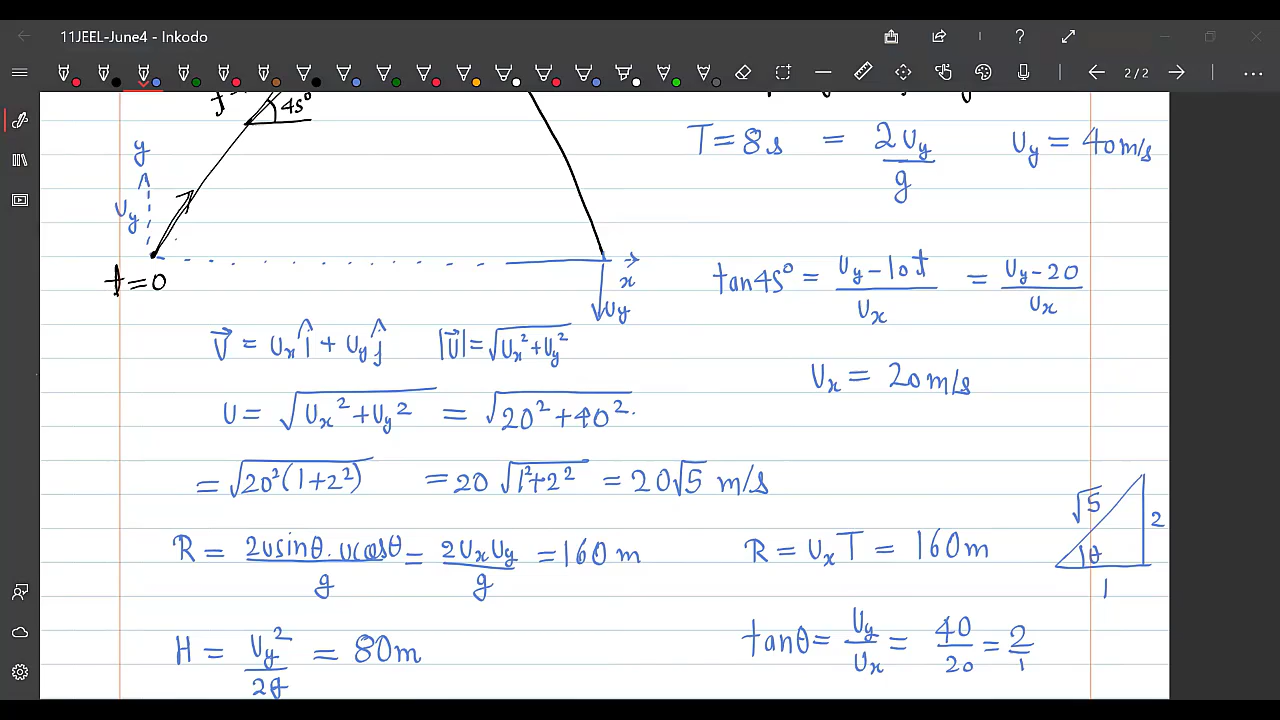 11JEEL-June4 - Inkodo
2/2
45°
T = 8s = 2Uy/g Uy = 40m/s
y
Uy
t=0
x
Uy
tan45° = (Uy-10t)/Ux = (Uy-20)/Ux
V⃗ = Ux î + Uy ĵ |U⃗| = √(Ux²+Uy²)
Ux = 20m/s
U = √(Ux²+Uy²) = √(20²+40²)
= √(20²(1+2²)) = 20 √(1²+2²) = 20√5 m/s
√5 2 θ 1
R = 2usinθ.ucosθ/g = 2UxUy/g = 160m R = UxT = 160m
H = Uy²/2g = 80m tanθ = Uy/Ux = 40/20 = 2/1